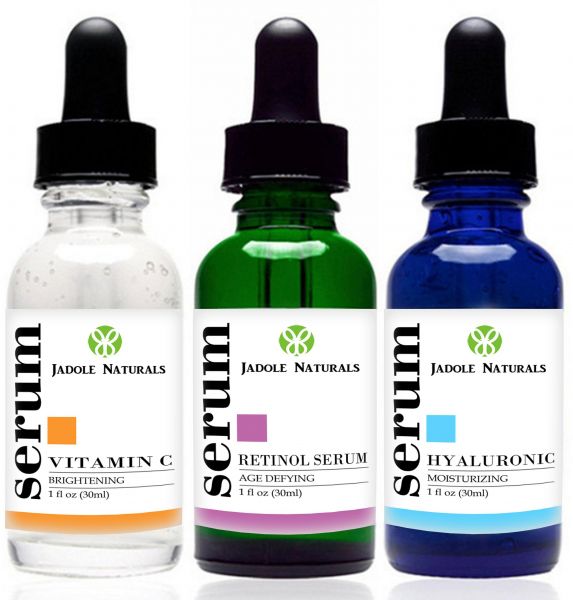 serum
JADOLE NATURALS
VITAMIN C
BRIGHTENING
1 fl oz (30ml)
serum
JADOLE NATURALS
RETINOL SERUM
AGE DEFYING
1 fl oz (30ml)
serum
JADOLE NATURALS
HYALURONIC
MOISTURIZING
1 fl oz (30ml)